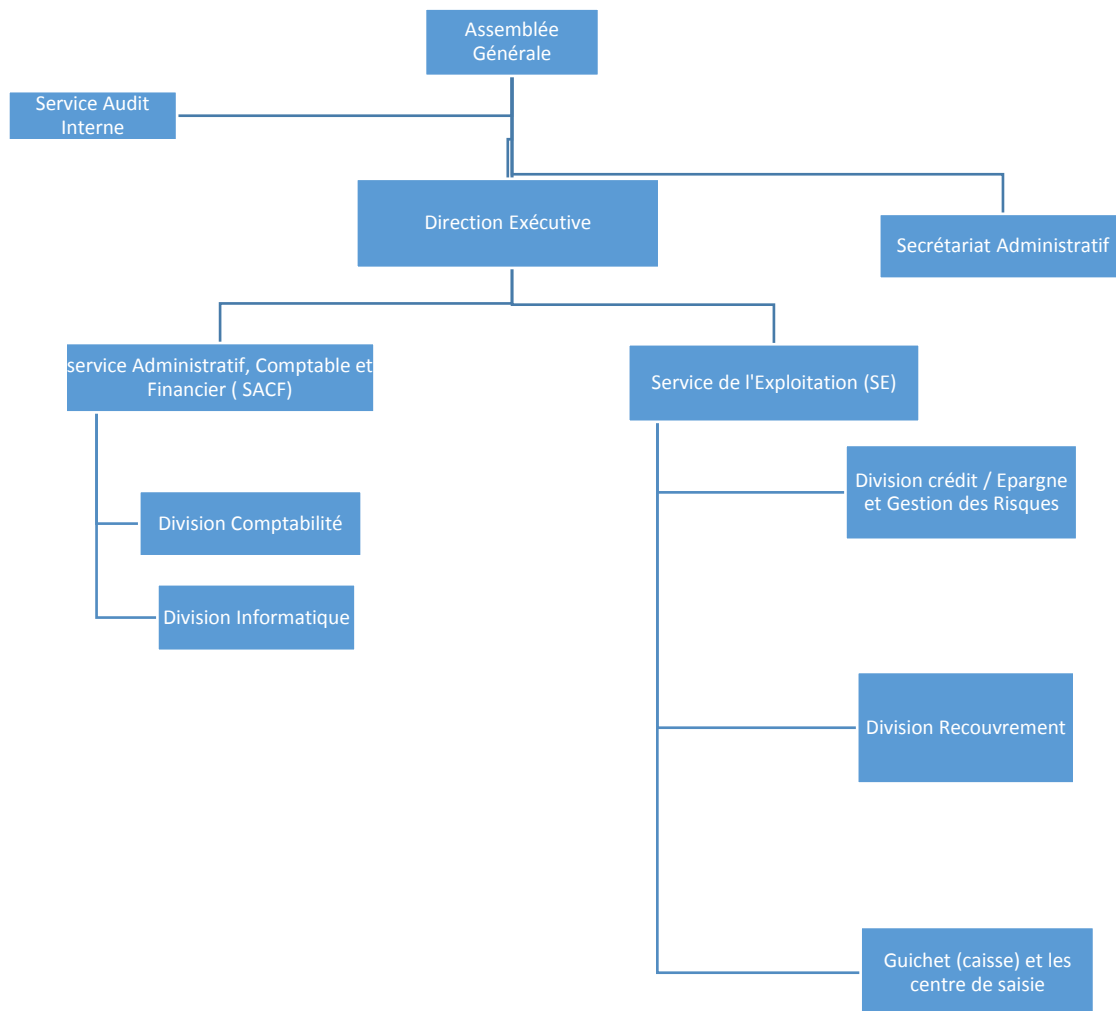 Assemblée
Générale
Service Audit
Interne
Direction Exécutive
Secrétariat Administratif
service Administratif, Comptable et
Financier ( SACF)
Service de l'Exploitation (SE)
Division crédit / Epargne
et Gestion des Risques
Division Comptabilité
Division Informatique
Division Recouvrement
Guichet (caisse) et les
centre de saisie